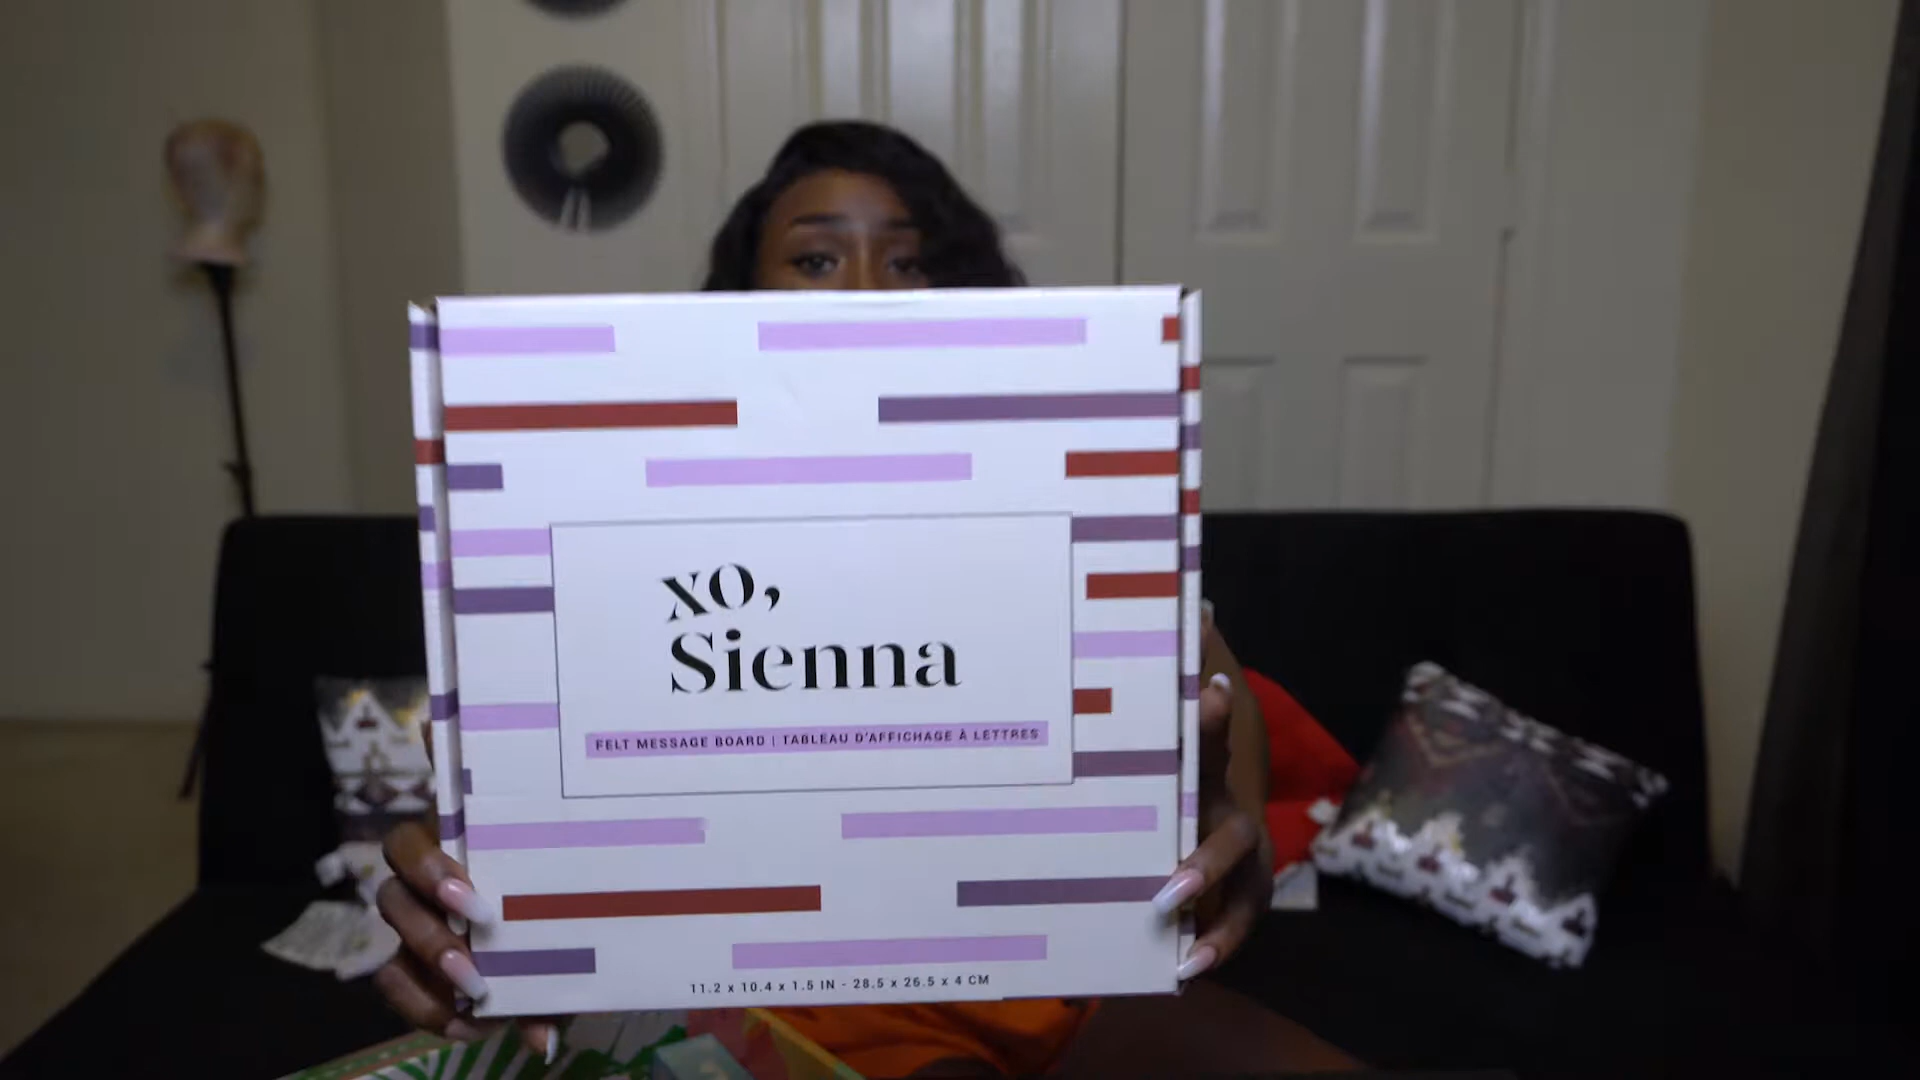 xo,
Sienna
FELT MESSAGE BOARD | TABLEAU D'AFFICHAGE À LETTRES
11.2 x 10.4 x 1.5 IN - 28.5 x 26.5 x 4 CM